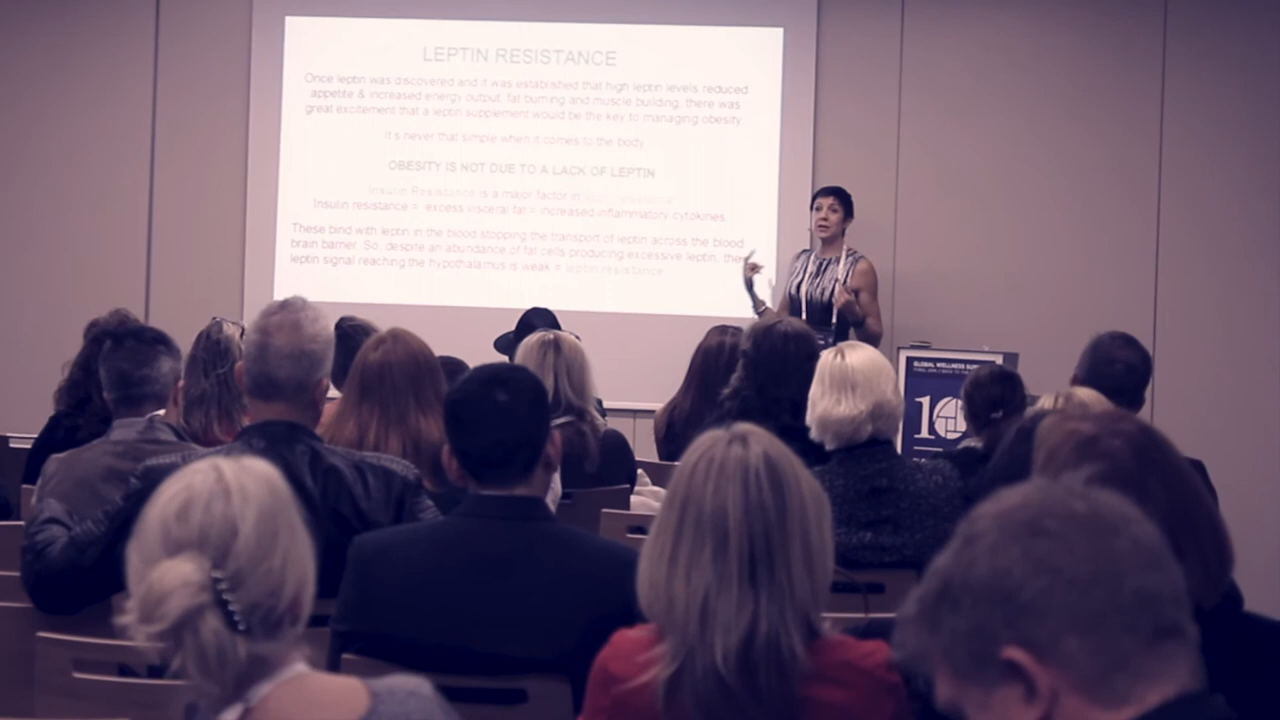 LEPTIN RESISTANCE
Once leptin was discovered and it was established that high leptin levels reduced
appetite & increased energy output, fat burning and muscle building, there was
great excitement that a leptin supplement would be the key to managing obesity.
It's never that simple when it comes to the body
OBESITY IS NOT DUE TO A LACK OF LEPTIN
Insulin Resistance is a major factor in
Insulin resistance = excess visceral fat = increased inflammatory cytokines
These bind with leptin in the blood stopping the transport of leptin across the blood
brain barrier. So, despite an abundance of fat cells producing excessive leptin, the
leptin signal reaching the hypothalamus is weak = leptin resistance
GLOBAL WELLNESS
10